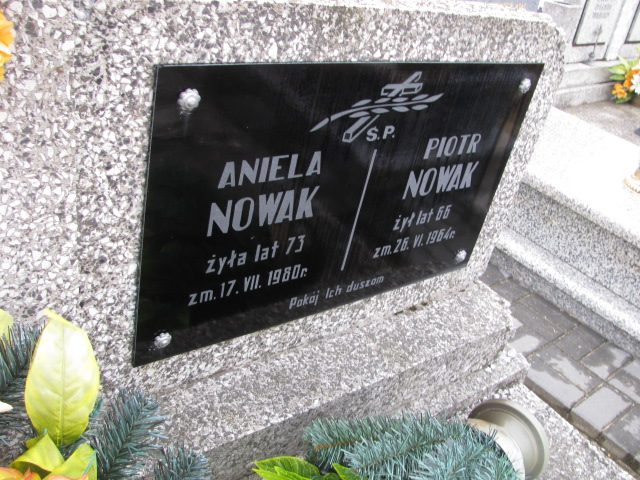 Ś.P.
ANIELA
NOWAK
żyła lat 73
zm. 17. VII. 1980r.
PIOTR
NOWAK
żył lat 66
zm. 26. VI. 1964r.
Pokój Ich duszom